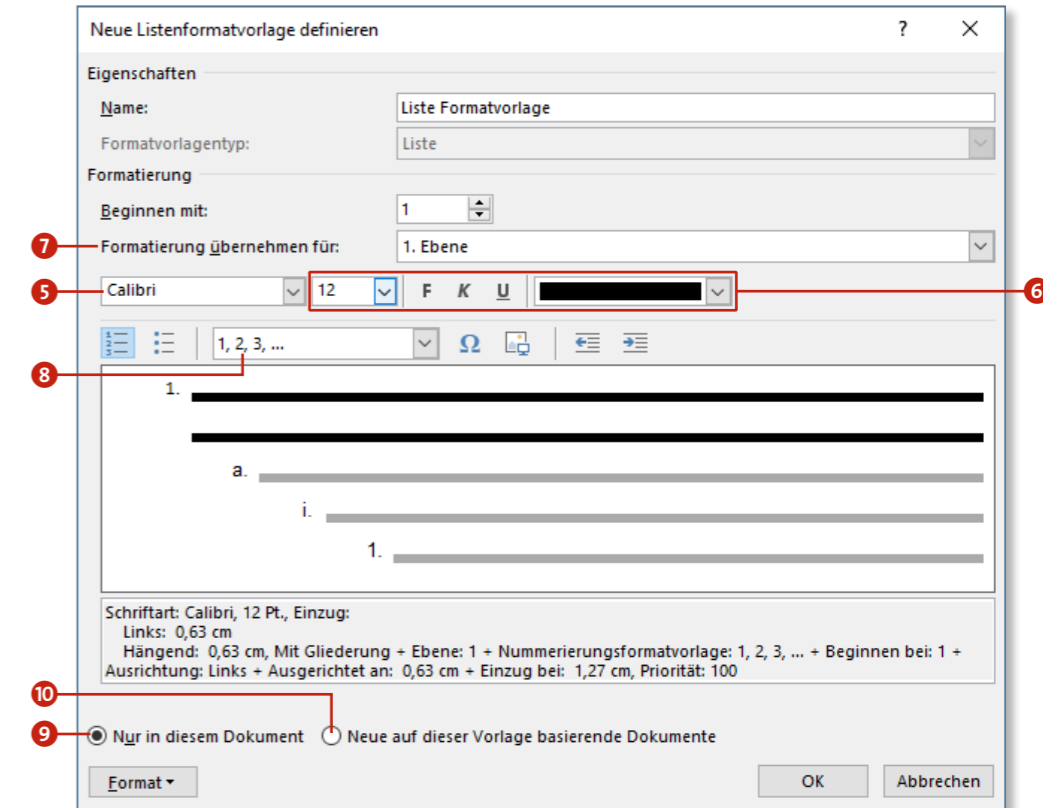 Neue Listenformatvorlage definieren ? ×
Eigenschaften
Name: Liste Formatvorlage
Formatvorlagentyp: Liste
Formatierung
Beginnen mit: 1
7 Formatierung übernehmen für: 1. Ebene
5 Calibri 12 F K U 6
1, 2, 3, ... Ω
8
1.
a.
i.
1.
Schriftart: Calibri, 12 Pt., Einzug:
Links: 0,63 cm
Hängend: 0,63 cm, Mit Gliederung + Ebene: 1 + Nummerierungsformatvorlage: 1, 2, 3, ... + Beginnen bei: 1 +
Ausrichtung: Links + Ausgerichtet an: 0,63 cm + Einzug bei: 1,27 cm, Priorität: 100
10
9 Nur in diesem Dokument Neue auf dieser Vorlage basierende Dokumente
Format OK Abbrechen